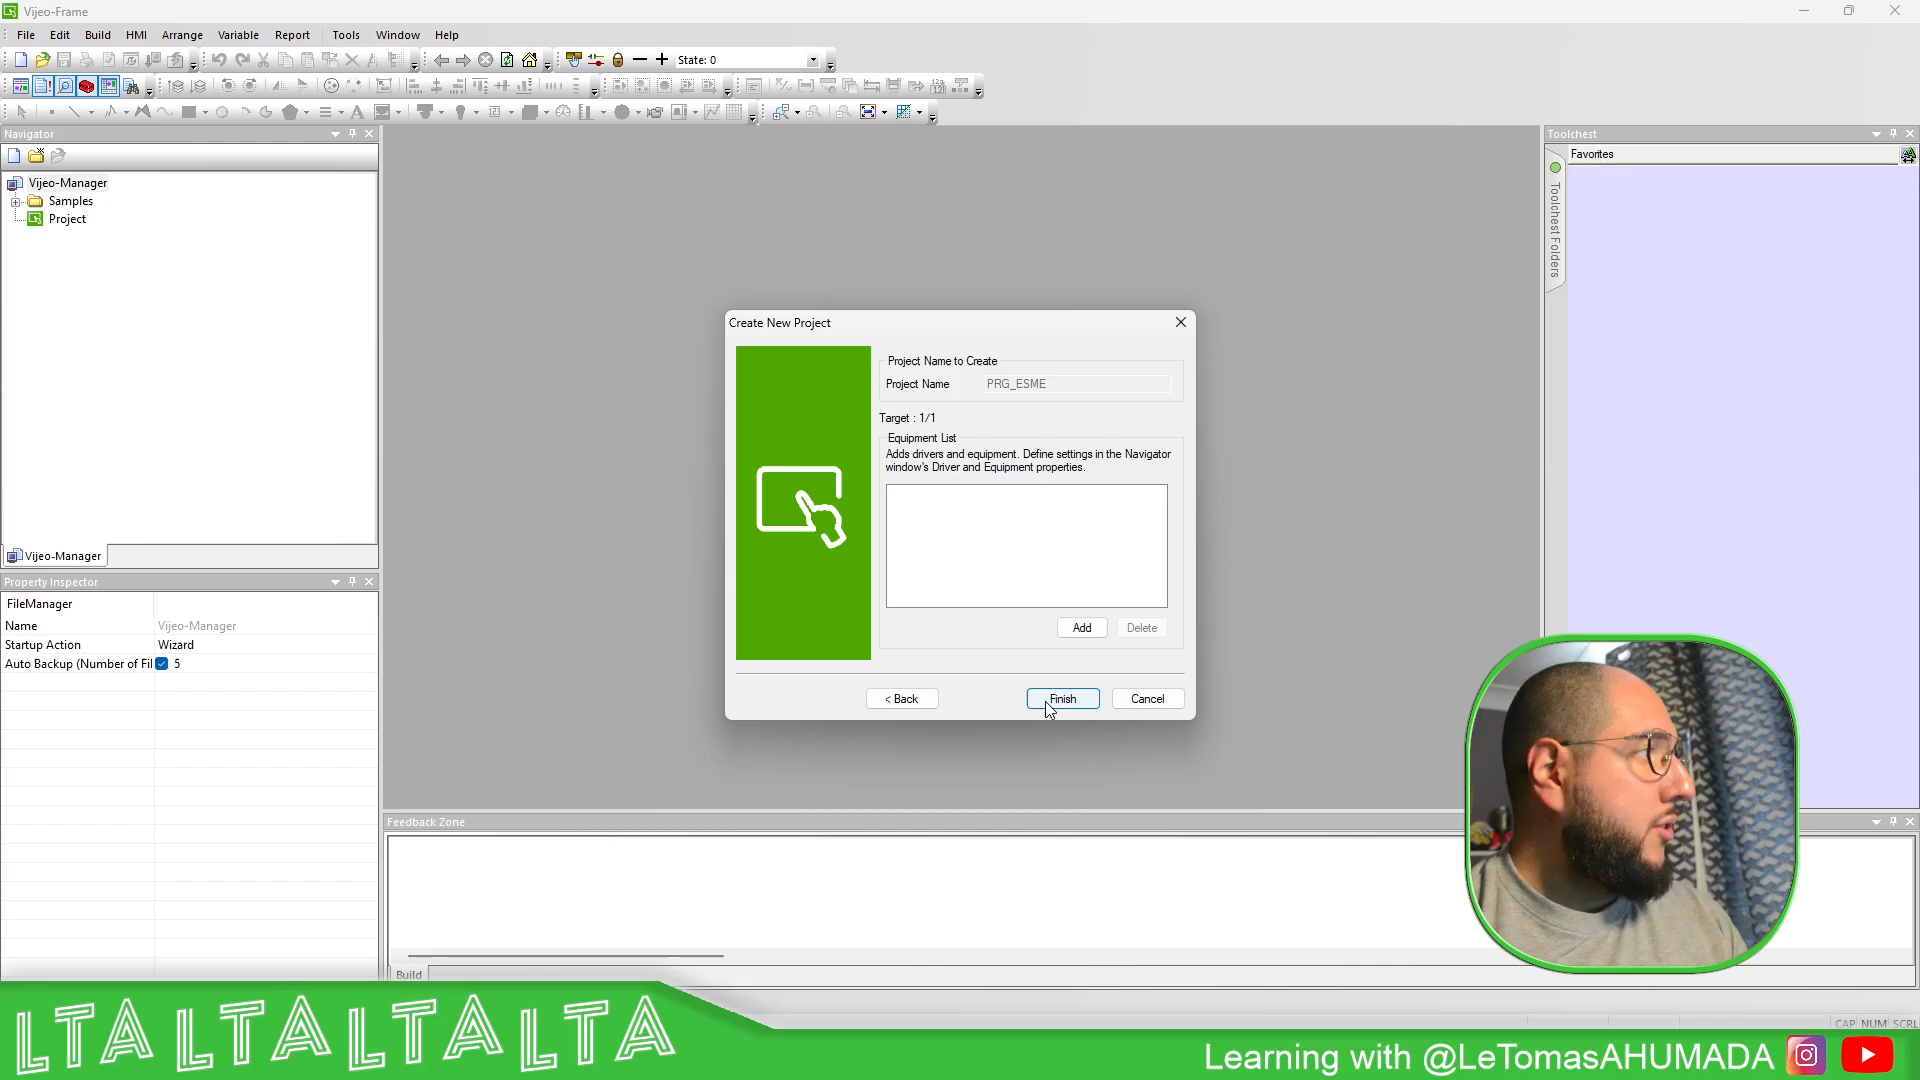 Vijeo-Frame
File Edit Build HMI Arrange Variable Report Tools Window Help
State: 0
Navigator
Vijeo-Manager
Samples
Project
Vijeo-Manager
Property Inspector
FileManager
Name Vijeo-Manager
Startup Action Wizard
Auto Backup (Number of Fil 5
Create New Project
Project Name to Create
Project Name PRG_ESME
Target : 1/1
Equipment List
Adds drivers and equipment. Define settings in the Navigator
window's Driver and Equipment properties.
Add Delete
< Back Finish Cancel
Toolchest
Favorites
Toolchest Folders
Feedback Zone
Build
CAP NUM SCRL
LTALTALTALTA
Learning with @LeTomasAHUMADA